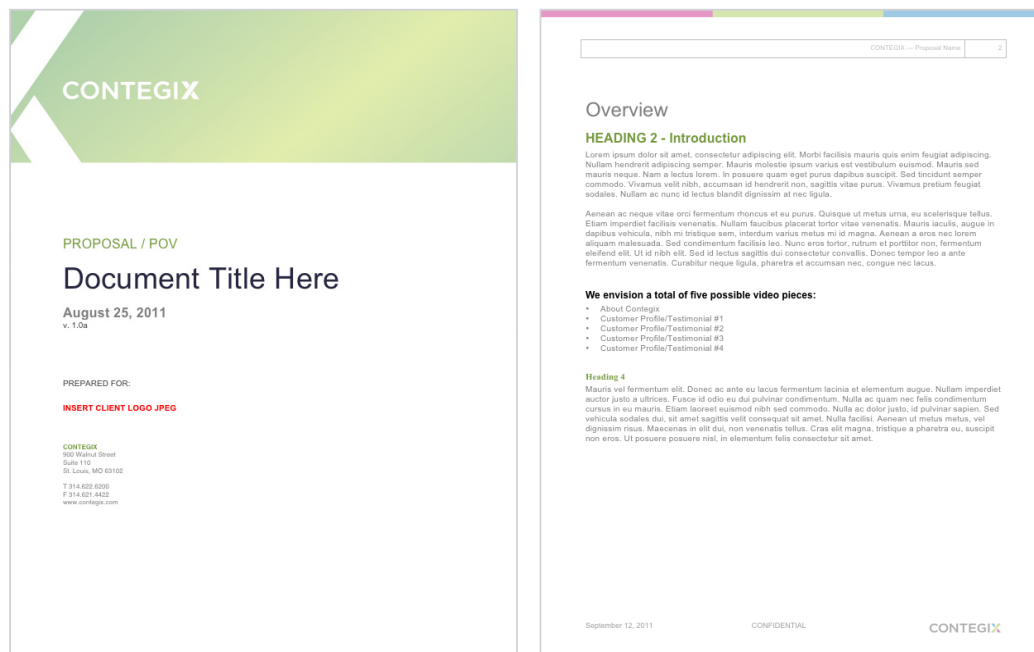 CONTEGIX
PROPOSAL / POV
Document Title Here
August 25, 2011
v. 1.0a
PREPARED FOR:
INSERT CLIENT LOGO JPEG
CONTEGIX
900 Walnut Street
Suite 110
St. Louis, MO 63102
T 314.622.6200
F 314.621.4422
www.contegix.com
CONTEGIX — Proposal Name 2
Overview
HEADING 2 - Introduction
Lorem ipsum dolor sit amet, consectetur adipiscing elit. Morbi facilisis mauris quis enim feugiat adipiscing.
Nullam hendrerit adipiscing semper. Mauris molestie ipsum varius est vestibulum euismod. Mauris sed
mauris neque. Nam a lectus lorem. In posuere quam eget purus dapibus suscipit. Sed tincidunt semper
commodo. Vivamus velit nibh, accumsan id hendrerit non, sagittis vitae purus. Vivamus pretium feugiat
sodales. Nullam ac nunc id lectus blandit dignissim at nec ligula.
Aenean ac neque vitae orci fermentum rhoncus et eu purus. Quisque ut metus urna, eu scelerisque tellus.
Etiam imperdiet facilisis venenatis. Nullam faucibus placerat tortor vitae venenatis. Mauris iaculis, augue in
dapibus vehicula, nibh mi tristique sem, interdum varius metus mi id magna. Aenean a eros nec lorem
aliquam malesuada. Sed condimentum facilisis leo. Nunc eros tortor, rutrum et porttitor non, fermentum
eleifend elit. Ut id nibh elit. Sed id lectus sagittis dui consectetur convallis. Donec tempor leo a ante
fermentum venenatis. Curabitur neque ligula, pharetra et accumsan nec, congue nec lacus.
We envision a total of five possible video pieces:
• About Contegix
• Customer Profile/Testimonial #1
• Customer Profile/Testimonial #2
• Customer Profile/Testimonial #3
• Customer Profile/Testimonial #4
Heading 4
Mauris vel fermentum elit. Donec ac ante eu lacus fermentum lacinia et elementum augue. Nullam imperdiet
auctor justo a ultrices. Fusce id odio eu dui pulvinar condimentum. Nulla ac quam nec felis condimentum
cursus in eu mauris. Etiam laoreet euismod nibh sed commodo. Nulla ac dolor justo, id pulvinar sapien. Sed
vehicula sodales dui, sit amet sagittis velit consequat sit amet. Nulla facilisi. Aenean ut metus metus, vel
dignissim risus. Maecenas in elit dui, non venenatis tellus. Cras elit magna, tristique a pharetra eu, suscipit
non eros. Ut posuere posuere nisl, in elementum felis consectetur sit amet.
September 12, 2011 CONFIDENTIAL CONTEGIX